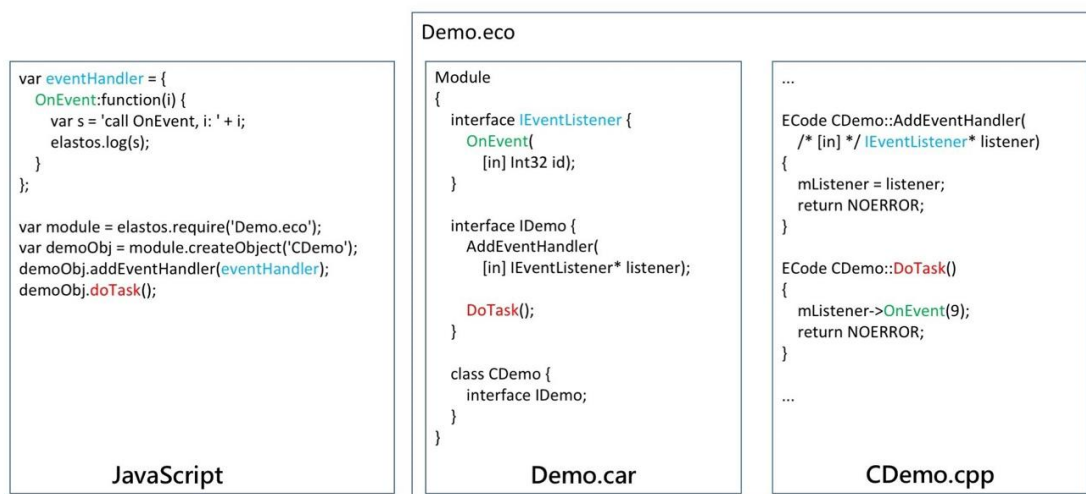 Demo.eco
var eventHandler = {
OnEvent:function(i) {
var s = 'call OnEvent, i: ' + i;
elastos.log(s);
}
};
var module = elastos.require('Demo.eco');
var demoObj = module.createObject('CDemo');
demoObj.addEventHandler(eventHandler);
demoObj.doTask();
JavaScript
Module
{
interface IEventListener {
OnEvent(
[in] Int32 id);
}
interface IDemo {
AddEventHandler(
[in] IEventListener* listener);
DoTask();
}
class CDemo {
interface IDemo;
}
}
Demo.car
...
ECode CDemo::AddEventHandler(
/* [in] */ IEventListener* listener)
{
mListener = listener;
return NOERROR;
}
ECode CDemo::DoTask()
{
mListener->OnEvent(9);
return NOERROR;
}
...
CDemo.cpp